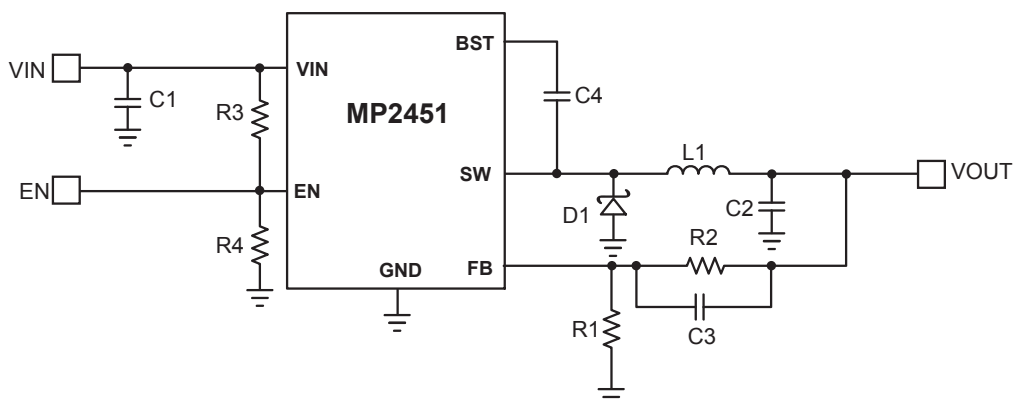 BST
VIN
VIN
C1
C4
R3
MP2451
L1
SW
VOUT
EN
EN
C2
D1
R4
R2
GND
FB
R1
C3